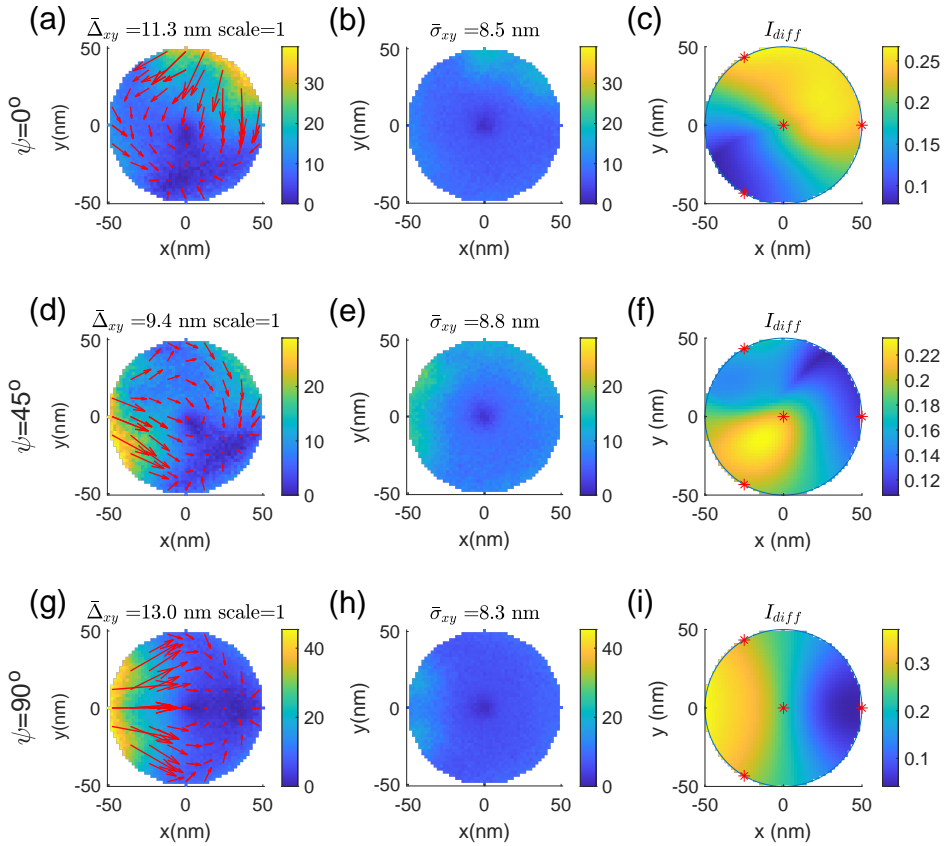 (a) Δ̄xy =11.3 nm scale=1
ψ=0°
y(nm)
50
0
-50
-50 0 50
x(nm)
30
20
10
0
(b) σ̄xy =8.5 nm
y(nm)
50
0
-50
-50 0 50
x(nm)
30
20
10
0
(c) Idiff
y (nm)
50
0
-50
-50 0 50
x (nm)
0.25
0.2
0.15
0.1
(d) Δ̄xy =9.4 nm scale=1
ψ=45°
y(nm)
50
0
-50
-50 0 50
x(nm)
20
10
0
(e) σ̄xy =8.8 nm
y(nm)
50
0
-50
-50 0 50
x(nm)
20
10
0
(f) Idiff
y (nm)
50
0
-50
-50 0 50
x (nm)
0.22
0.2
0.18
0.16
0.14
0.12
(g) Δ̄xy =13.0 nm scale=1
ψ=90°
y(nm)
50
0
-50
-50 0 50
x(nm)
40
20
0
(h) σ̄xy =8.3 nm
y(nm)
50
0
-50
-50 0 50
x(nm)
40
20
0
(i) Idiff
y (nm)
50
0
-50
-50 0 50
x (nm)
0.3
0.2
0.1